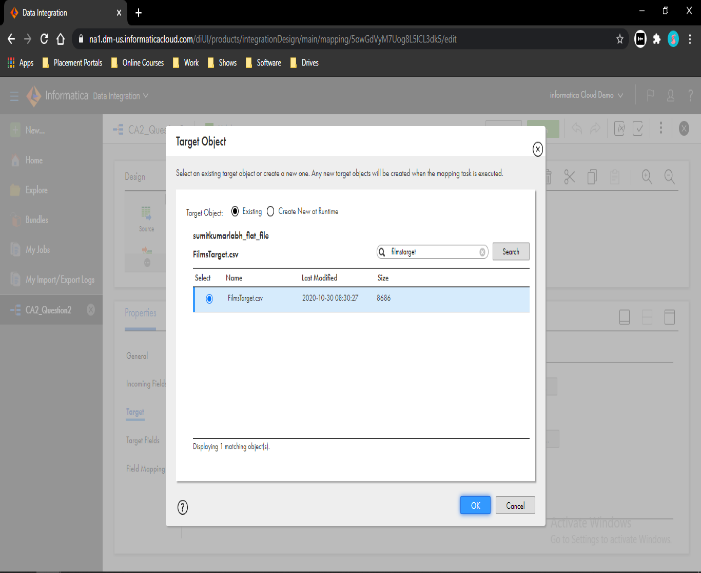 Data Integration
na1.dm-us.informaticacloud.com/diUI/products/integrationDesign/main/mapping/5owGdVyM7Uog8L5ICL3dkS/edit
Apps Placement Portals Online Courses Work Shows Software Drives
Informatica Data Integration
Informatica Cloud Demo
New...
Home
Explore
Bundles
My Jobs
My Import/Export Logs
CA2_Question2
Design
Source
Properties
General
Incoming Fields
Target
Target Fields
Field Mapping
Target Object
Select an existing target object or create a new one. Any new target objects will be created when the mapping task is executed.
Target Object: Existing Create New at Runtime
sumitkumarlabh_flat_file
FilmsTarget.csv
filmstarget
Search
Select Name Last Modified Size
FilmsTarget.csv 2020-10-30 08:30:27 8686
Displaying 1 matching object(s).
OK Cancel
Activate Windows
Go to Settings to activate Windows.